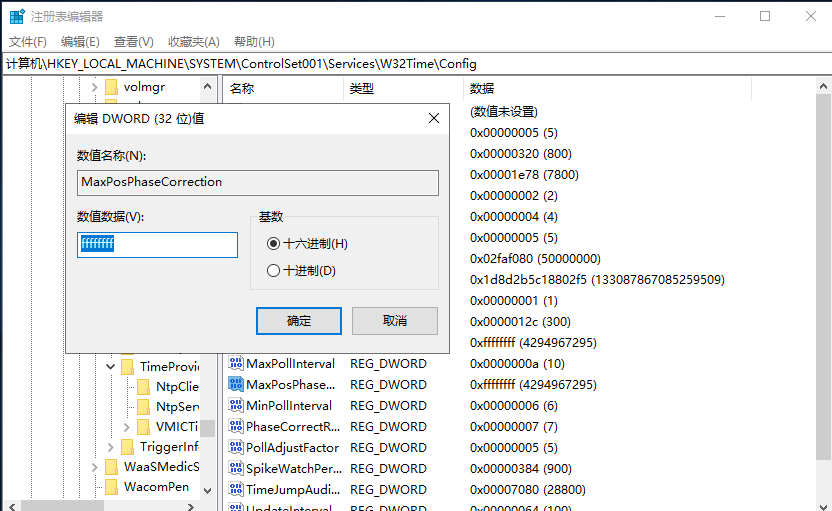 注册表编辑器
文件(F) 编辑(E) 查看(V) 收藏夹(A) 帮助(H)
计算机\HKEY_LOCAL_MACHINE\SYSTEM\ControlSet001\Services\W32Time\Config
volmgr
名称 类型 数据
编辑 DWORD (32 位)值
数值名称(N):
MaxPosPhaseCorrection
数值数据(V):
ffffffff
基数
十六进制(H)
十进制(D)
确定 取消
(数值未设置)
0x00000005 (5)
0x00000320 (800)
0x00001e78 (7800)
0x00000002 (2)
0x00000004 (4)
0x00000005 (5)
0x02faf080 (50000000)
0x1d8d2b5c18802f5 (133087867085259509)
0x00000001 (1)
0x0000012c (300)
0xffffffff (4294967295)
TimeProvid
NtpClie
NtpServ
VMICTi
TriggerInf
WaaSMedicS
WacomPen
MaxPollInterval REG_DWORD 0x0000000a (10)
MaxPosPhase... REG_DWORD 0xffffffff (4294967295)
MinPollInterval REG_DWORD 0x00000006 (6)
PhaseCorrectR... REG_DWORD 0x00000007 (7)
PollAdjustFactor REG_DWORD 0x00000005 (5)
SpikeWatchPer... REG_DWORD 0x00000384 (900)
TimeJumpAudi... REG_DWORD 0x00007080 (28800)
UpdateInterval REG_DWORD 0x00000064 (100)